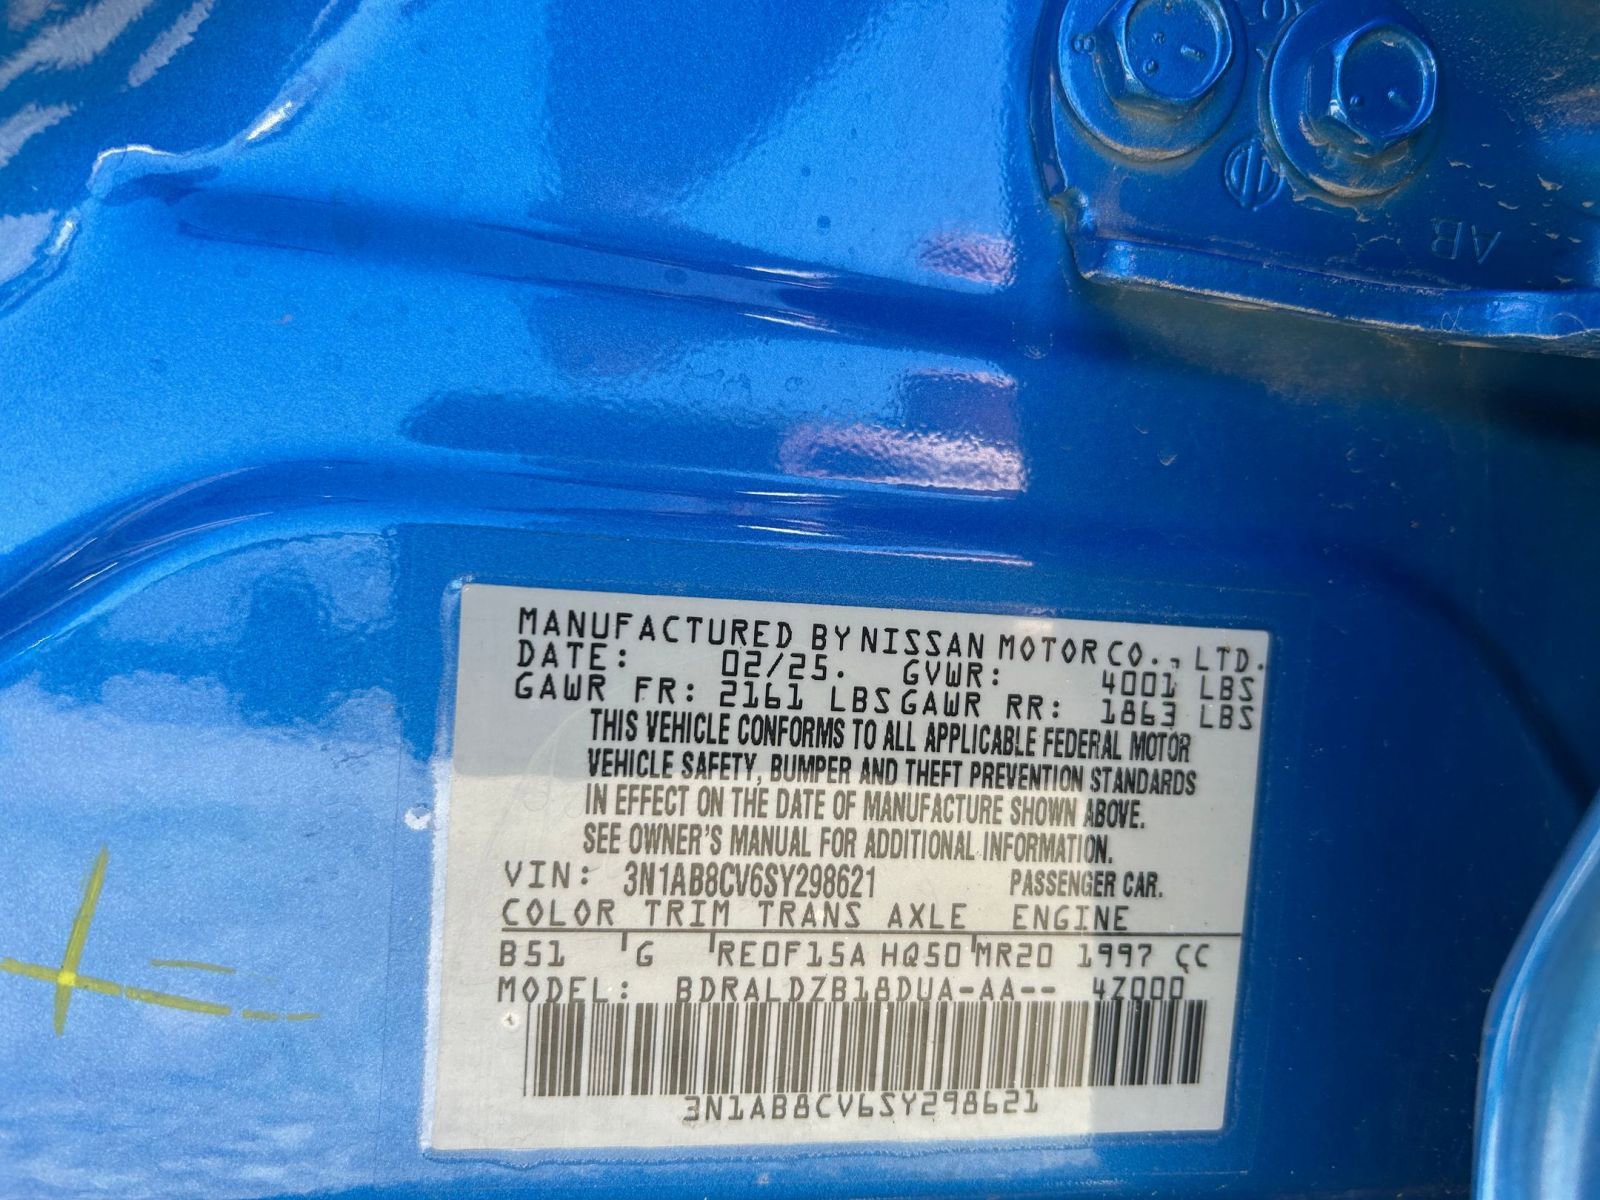 8
AB
MANUFACTURED BY NISSAN MOTOR CO., LTD.
DATE: 02/25. GVWR: 4001 LBS
GAWR FR: 2161 LBS GAWR RR: 1863 LBS
THIS VEHICLE CONFORMS TO ALL APPLICABLE FEDERAL MOTOR
VEHICLE SAFETY, BUMPER AND THEFT PREVENTION STANDARDS
IN EFFECT ON THE DATE OF MANUFACTURE SHOWN ABOVE.
SEE OWNER'S MANUAL FOR ADDITIONAL INFORMATION.
VIN: 3N1AB8CV6SY298621 PASSENGER CAR.
COLOR TRIM TRANS AXLE ENGINE
B51 G RE0F15A HQ50 MR20 1997 CC
MODEL: BDRALDZB18DUA-AA-- 4Z000
3N1AB8CV6SY298621